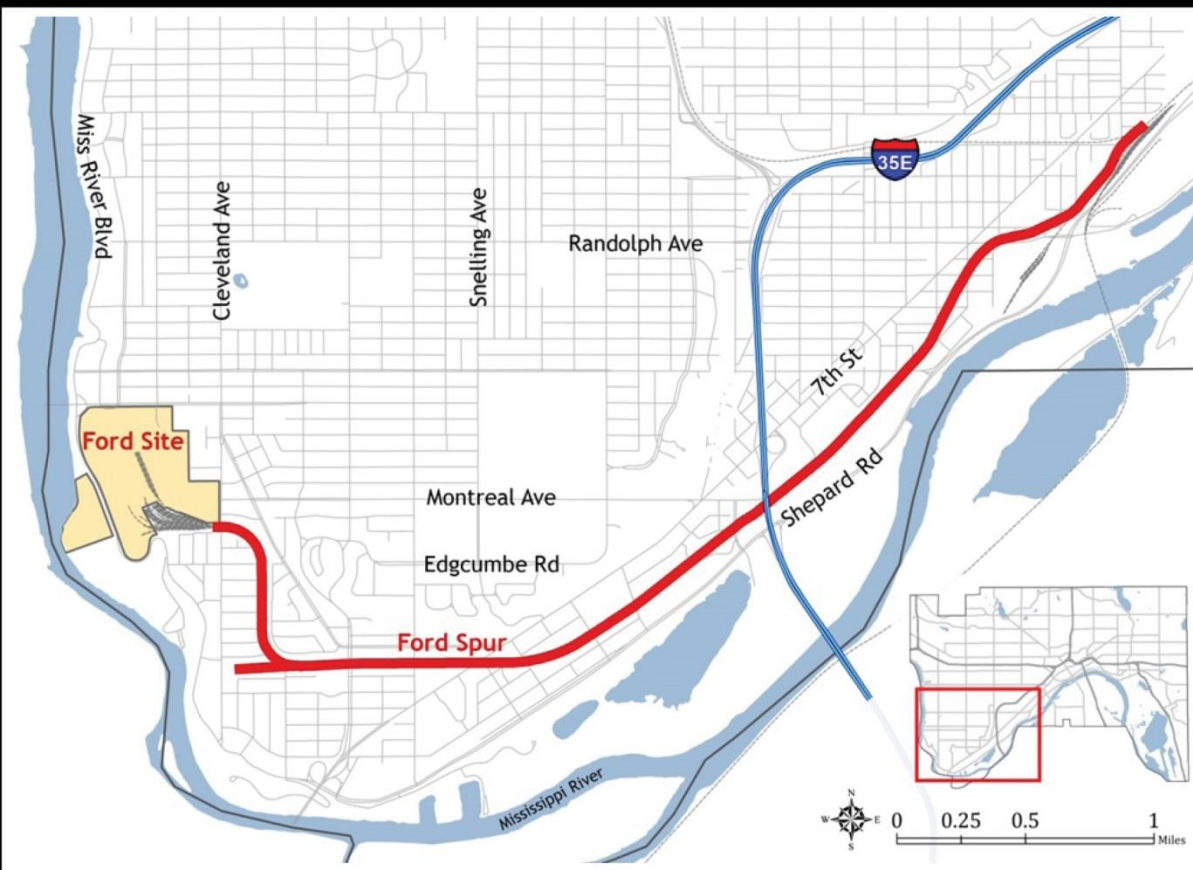 Miss River Blvd
Cleveland Ave
Snelling Ave
Randolph Ave
35E
7th St
Ford Site
Montreal Ave
Shepard Rd
Edgcumbe Rd
Ford Spur
Mississippi River
N
W E
S
0 0.25 0.5 1
Miles